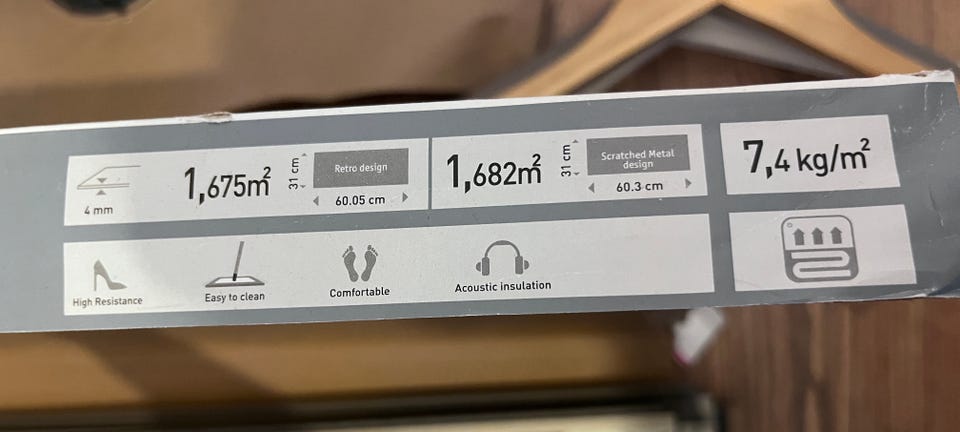 4 mm
1,675m²
31 cm
Retro design
60.05 cm
1,682m²
31 cm
Scratched Metal
design
60.3 cm
7,4 kg/m²
High Resistance
Easy to clean
Comfortable
Acoustic insulation